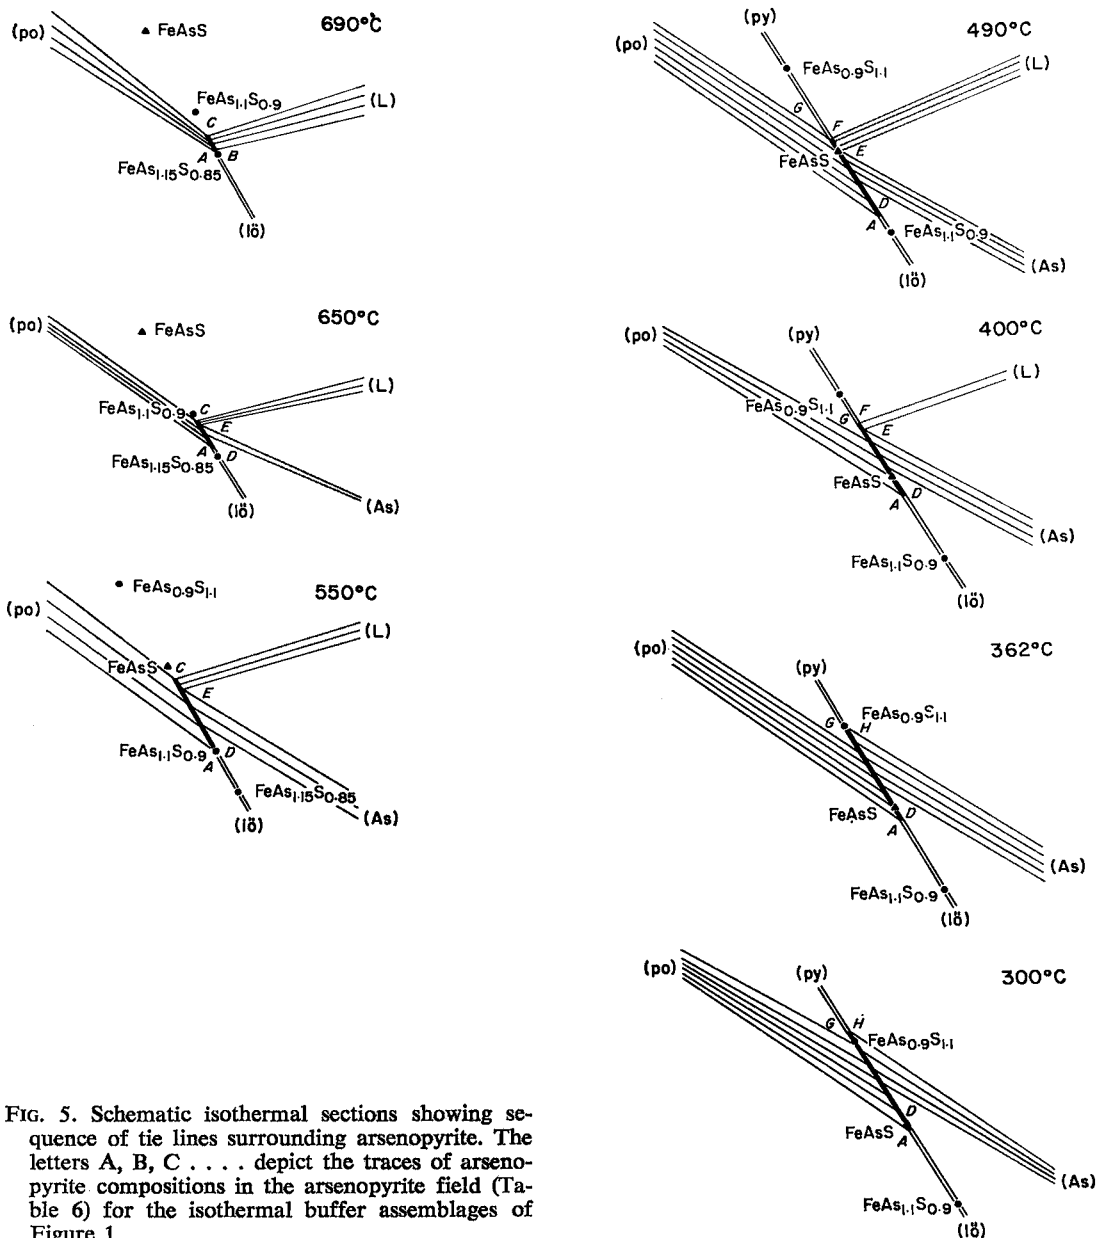 690°C
(po)
FeAsS
FeAs1.1S0.9
C
(L)
A
B
FeAs1.15S0.85
(lö)
650°C
(po)
FeAsS
FeAs1.1S0.9
C
(L)
E
A
D
FeAs1.15S0.85
(lö)
(As)
550°C
FeAs0.9S1.1
(po)
(L)
FeAsS
C
E
FeAs1.1S0.9
D
A
FeAs1.15S0.85
(lö)
(As)
490°C
(py)
(po)
FeAs0.9S1.1
(L)
G
F
E
FeAsS
D
A
FeAs1.1S0.9
(As)
(lö)
400°C
(py)
(po)
(L)
FeAs0.9S1.1
G
F
E
FeAsS
D
A
(As)
FeAs1.1S0.9
(lö)
362°C
(po)
(py)
FeAs0.9S1.1
G
H
FeAsS
D
A
(As)
FeAs1.1S0.9
(lö)
300°C
(po)
(py)
G
H
FeAs0.9S1.1
D
FeAsS
A
(As)
FeAs1.1S0.9
(lö)
FIG. 5. Schematic isothermal sections showing se-
quence of tie lines surrounding arsenopyrite. The
letters A, B, C . . . . depict the traces of arseno-
pyrite compositions in the arsenopyrite field (Ta-
ble 6) for the isothermal buffer assemblages of
Figure 1